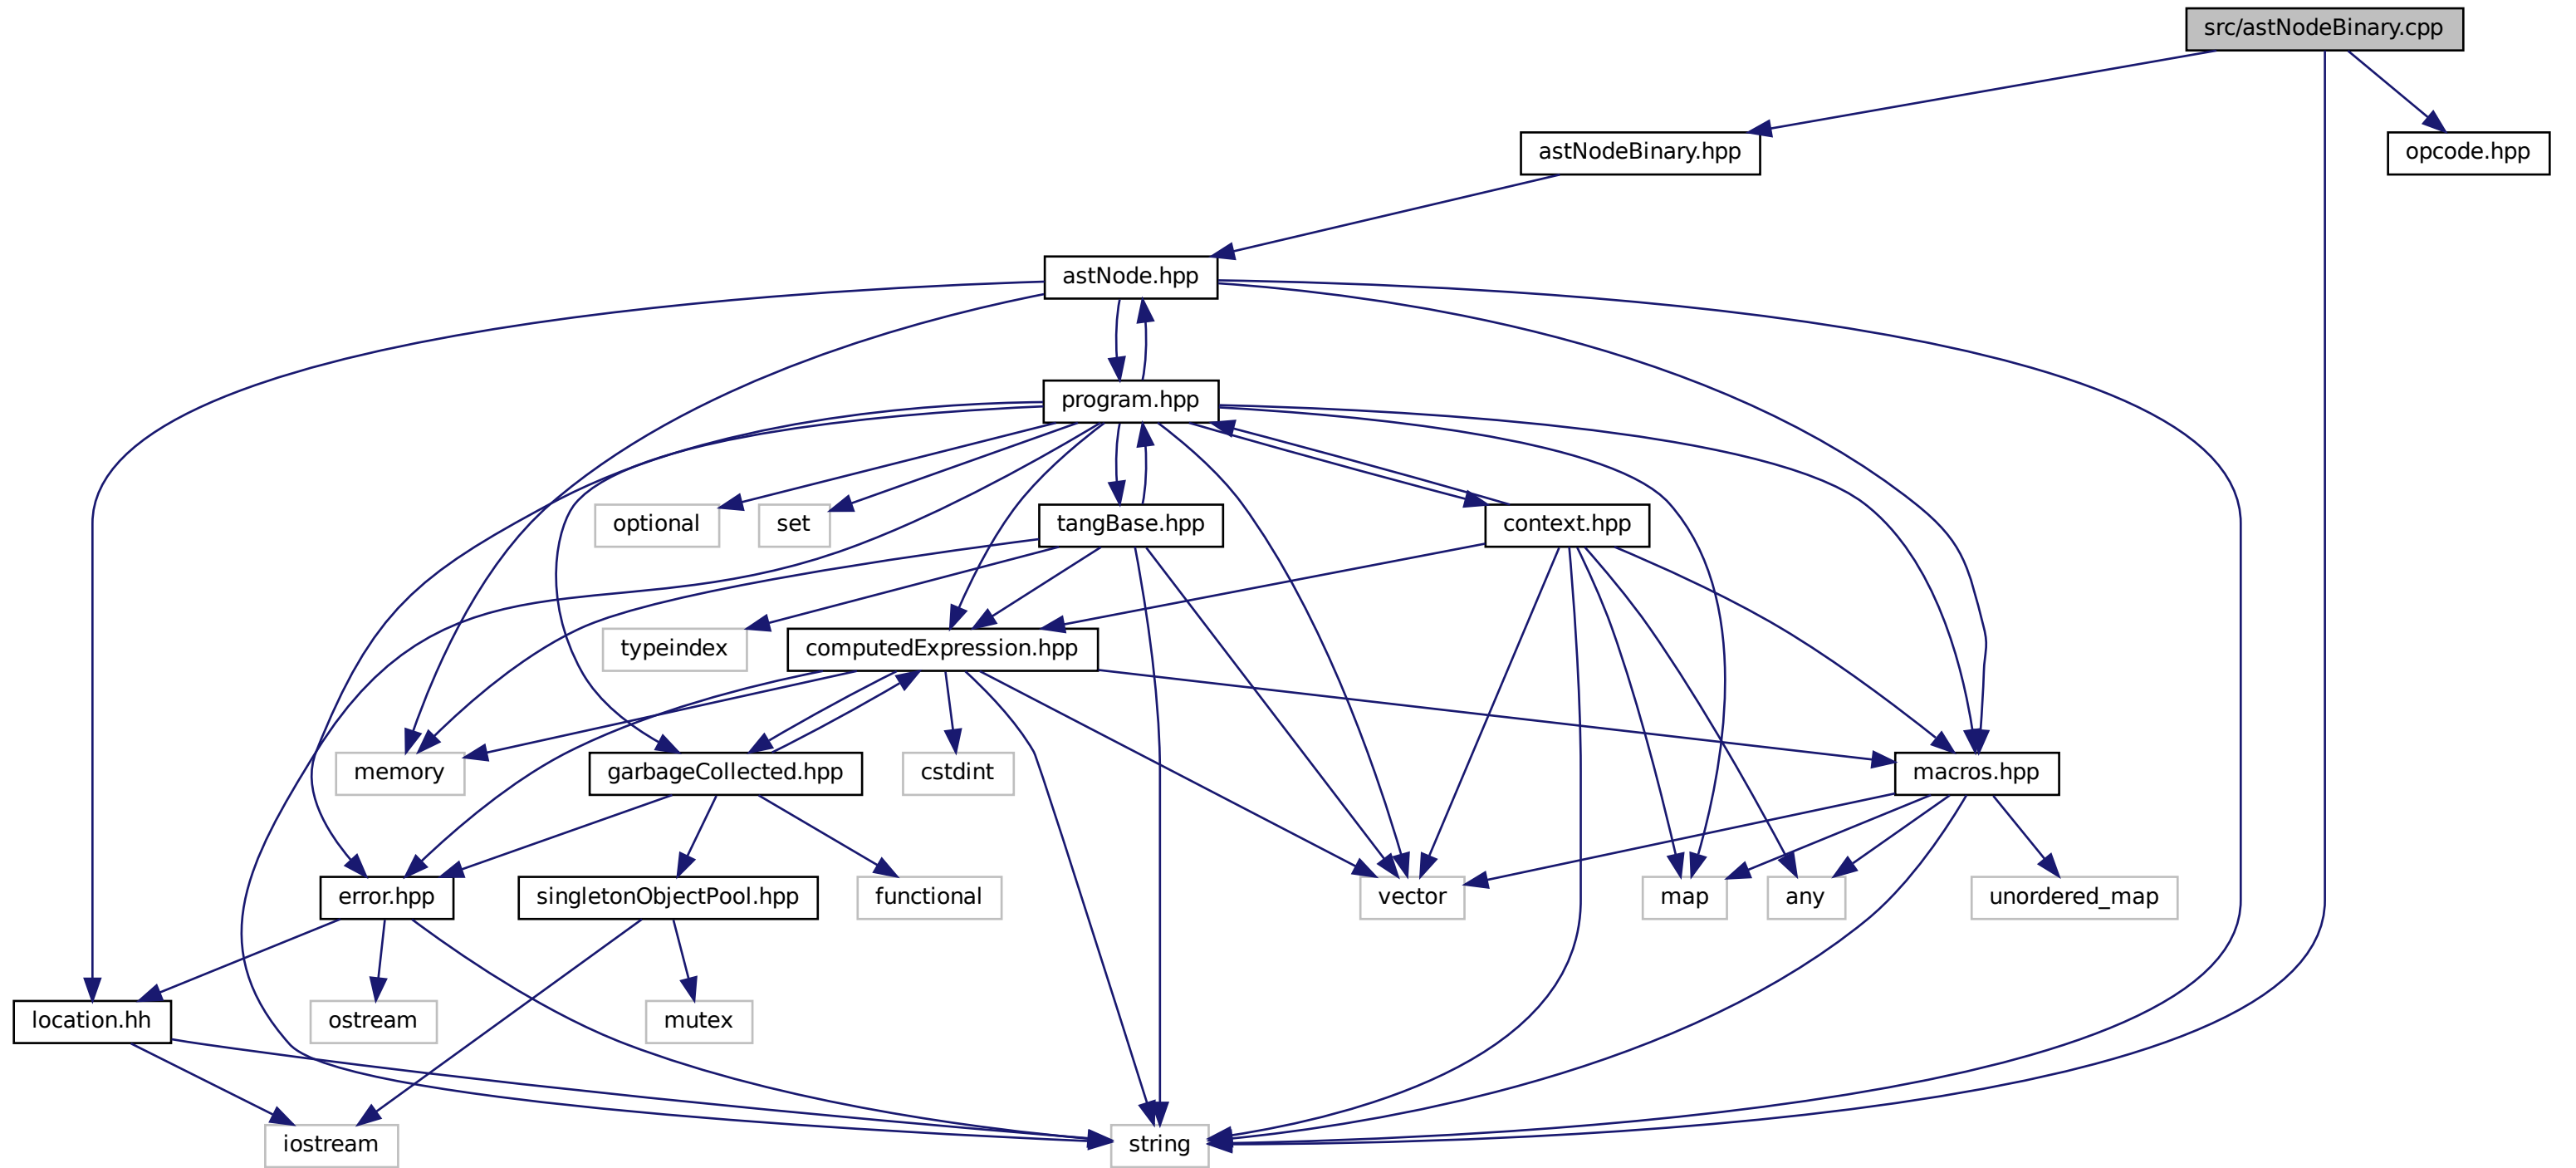 src/astNodeBinary.cpp
astNodeBinary.hpp
opcode.hpp
astNode.hpp
program.hpp
optional
set
tangBase.hpp
context.hpp
typeindex
computedExpression.hpp
memory
garbageCollected.hpp
cstdint
macros.hpp
error.hpp
singletonObjectPool.hpp
functional
vector
map
any
unordered_map
location.hh
ostream
mutex
iostream
string